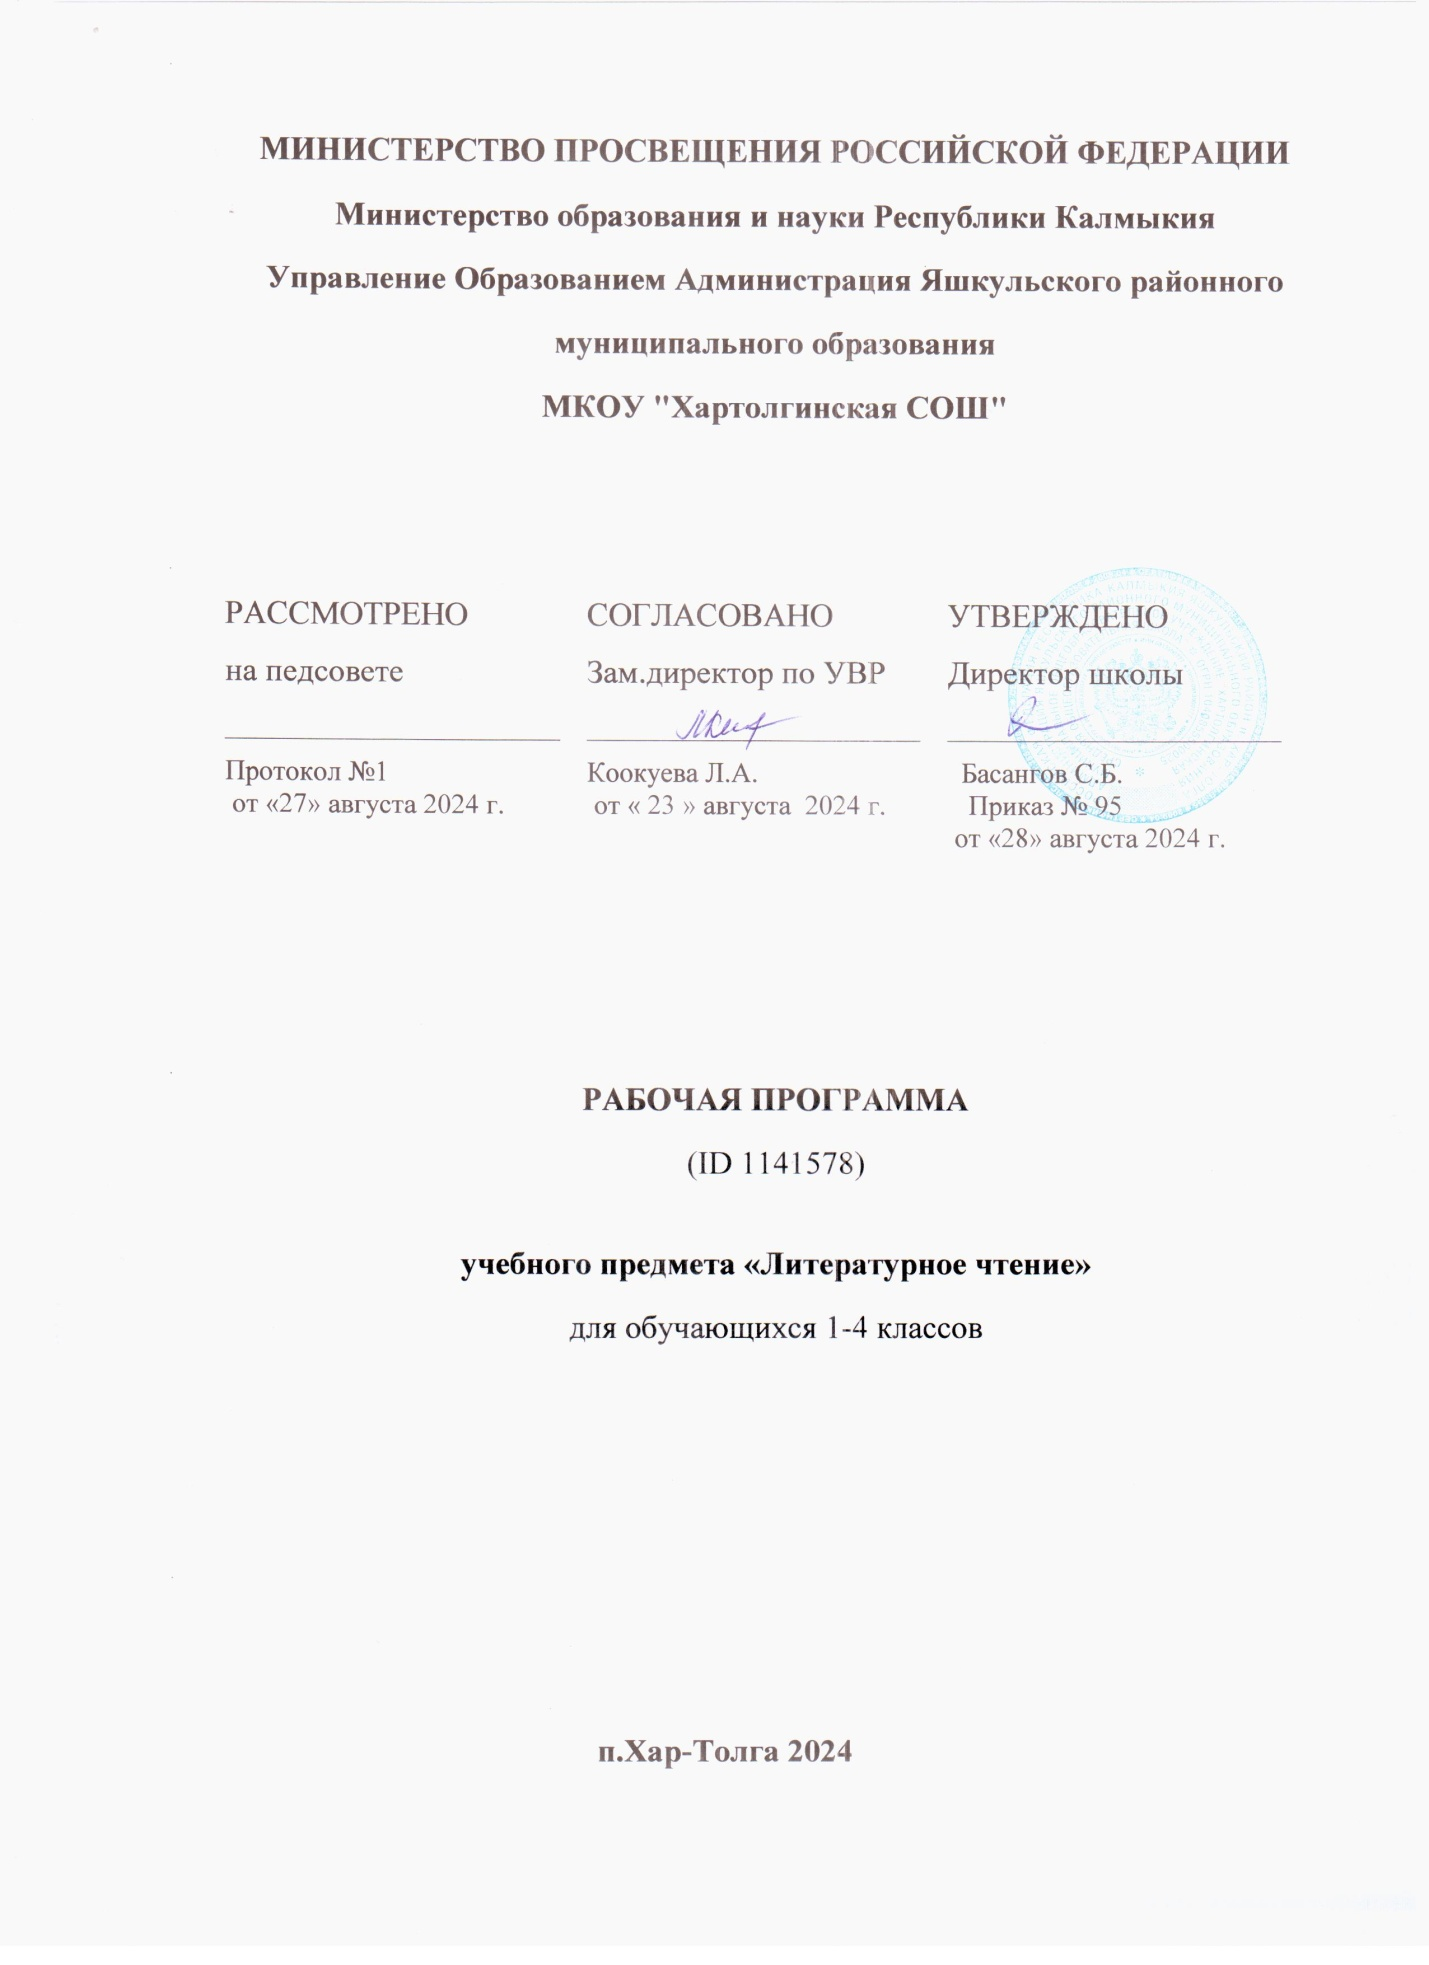 МИНИСТЕРСТВО ПРОСВЕЩЕНИЯ РОССИЙСКОЙ ФЕДЕРАЦИИ
Министерство образования и науки Республики Калмыкия
Управление Образованием Администрация Яшкульского районного
муниципального образования
МКОУ "Хартолгинская СОШ"
РАССМОТРЕНО
на педсовете
Протокол №1
от «27» августа 2024 г.
СОГЛАСОВАНО
Зам.директор по УВР
Коокуева Л.А.
от « 23 » августа 2024 г.
УТВЕРЖДЕНО
Директор школы
Басангов С.Б.
Приказ № 95
от «28» августа 2024 г.
РАБОЧАЯ ПРОГРАММА
(ID 1141578)
учебного предмета «Литературное чтение»
для обучающихся 1-4 классов
п.Хар-Толга 2024